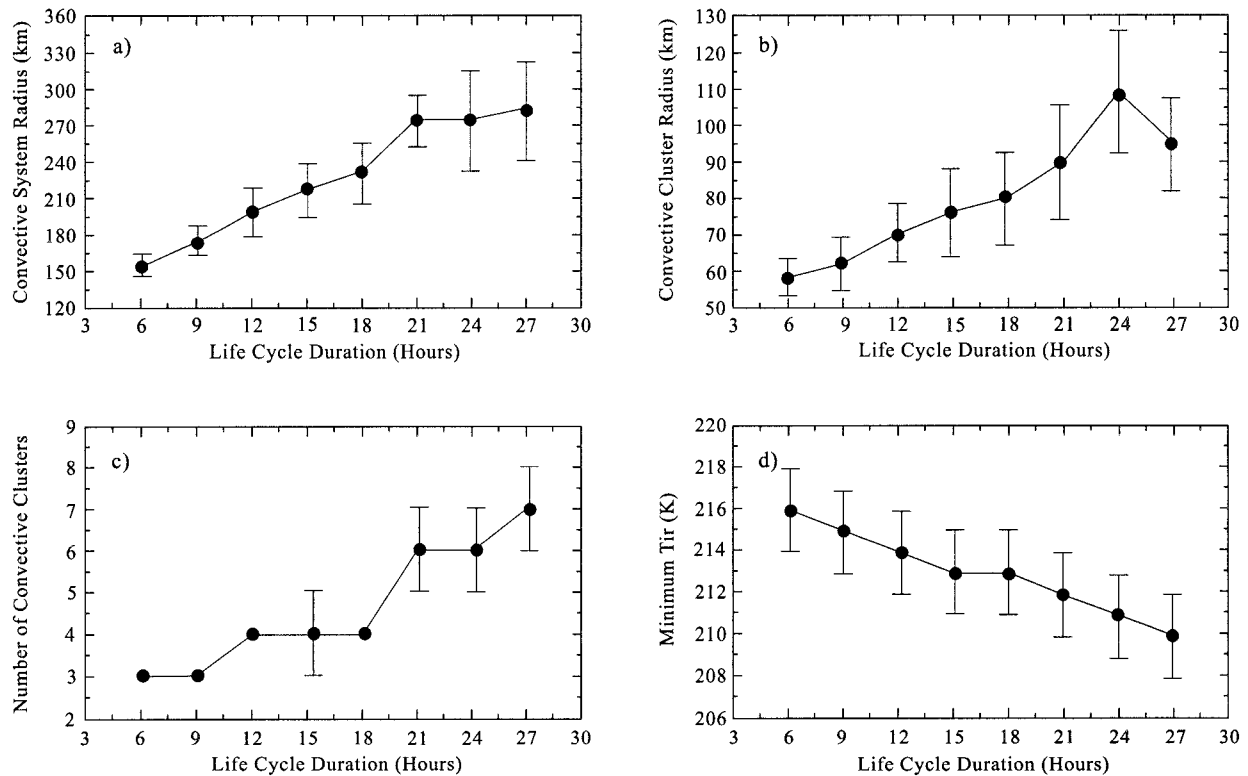 a)
Convective System Radius (km)
360
330
300
270
240
210
180
150
120
3 6 9 12 15 18 21 24 27 30
Life Cycle Duration (Hours)
b)
Convective Cluster Radius (km)
130
120
110
100
90
80
70
60
50
3 6 9 12 15 18 21 24 27 30
Life Cycle Duration (Hours)
c)
Number of Convective Clusters
9
8
7
6
5
4
3
2
3 6 9 12 15 18 21 24 27 30
Life Cycle Duration (Hours)
d)
Minimum Tir (K)
220
218
216
214
212
210
208
206
3 6 9 12 15 18 21 24 27 30
Life Cycle Duration (Hours)